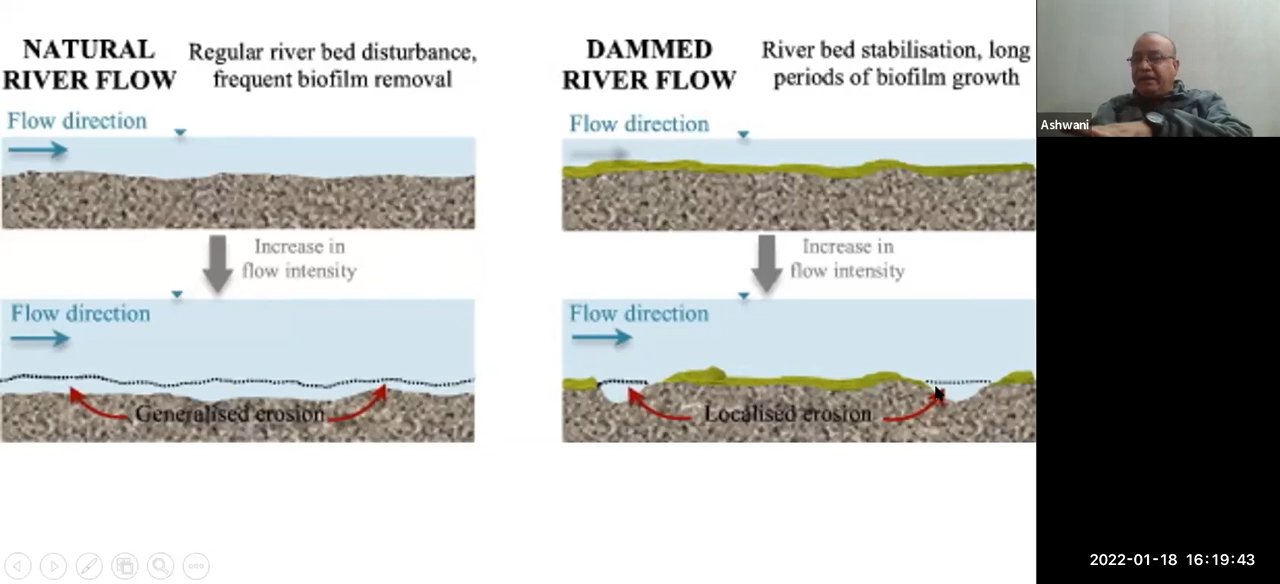 NATURAL
RIVER FLOW
Regular river bed disturbance,
frequent biofilm removal
Flow direction
Increase in
flow intensity
Flow direction
Generalised erosion
DAMMED
RIVER FLOW
River bed stabilisation, long
periods of biofilm growth
Flow direction
Increase in
flow intensity
Flow direction
Localised erosion
Ashwani
2022-01-18 16:19:43